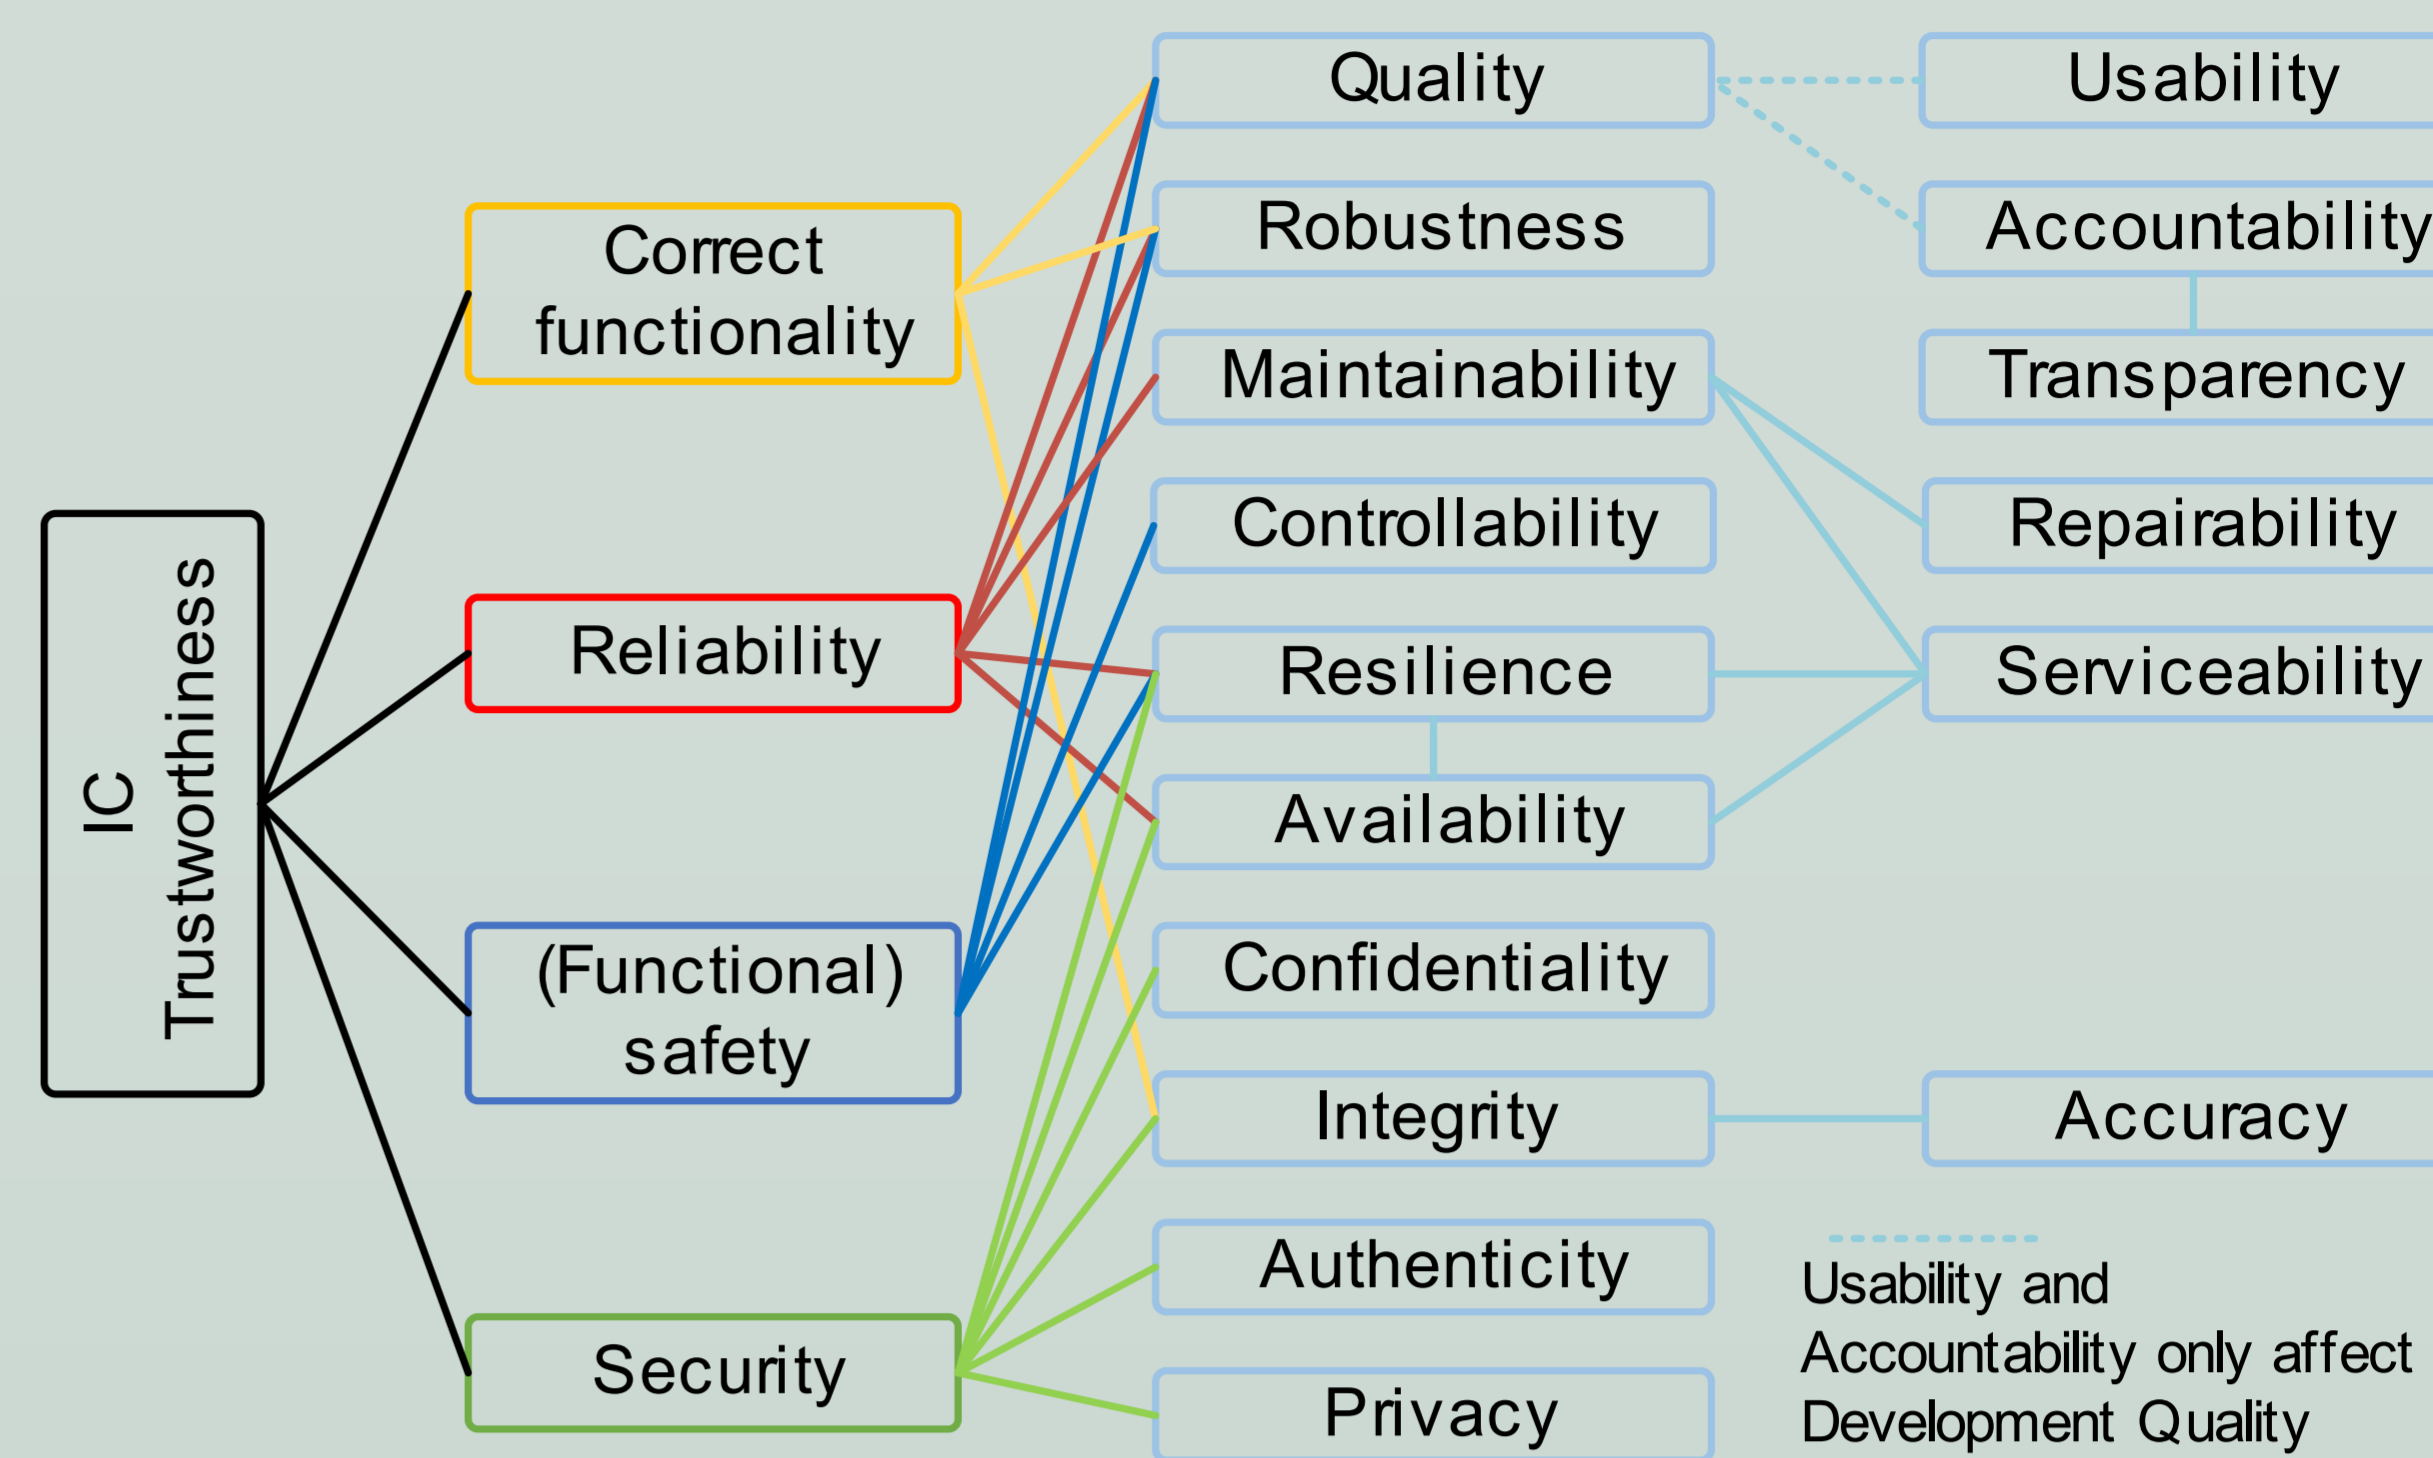 IC
Trustworthiness
Correct
functionality
Reliability
(Functional)
safety
Security
Quality
Robustness
Maintainability
Controllability
Resilience
Availability
Confidentiality
Integrity
Authenticity
Privacy
Usability
Accountability
Transparency
Repairability
Serviceability
Accuracy
Usability and
Accountability only affect
Development Quality